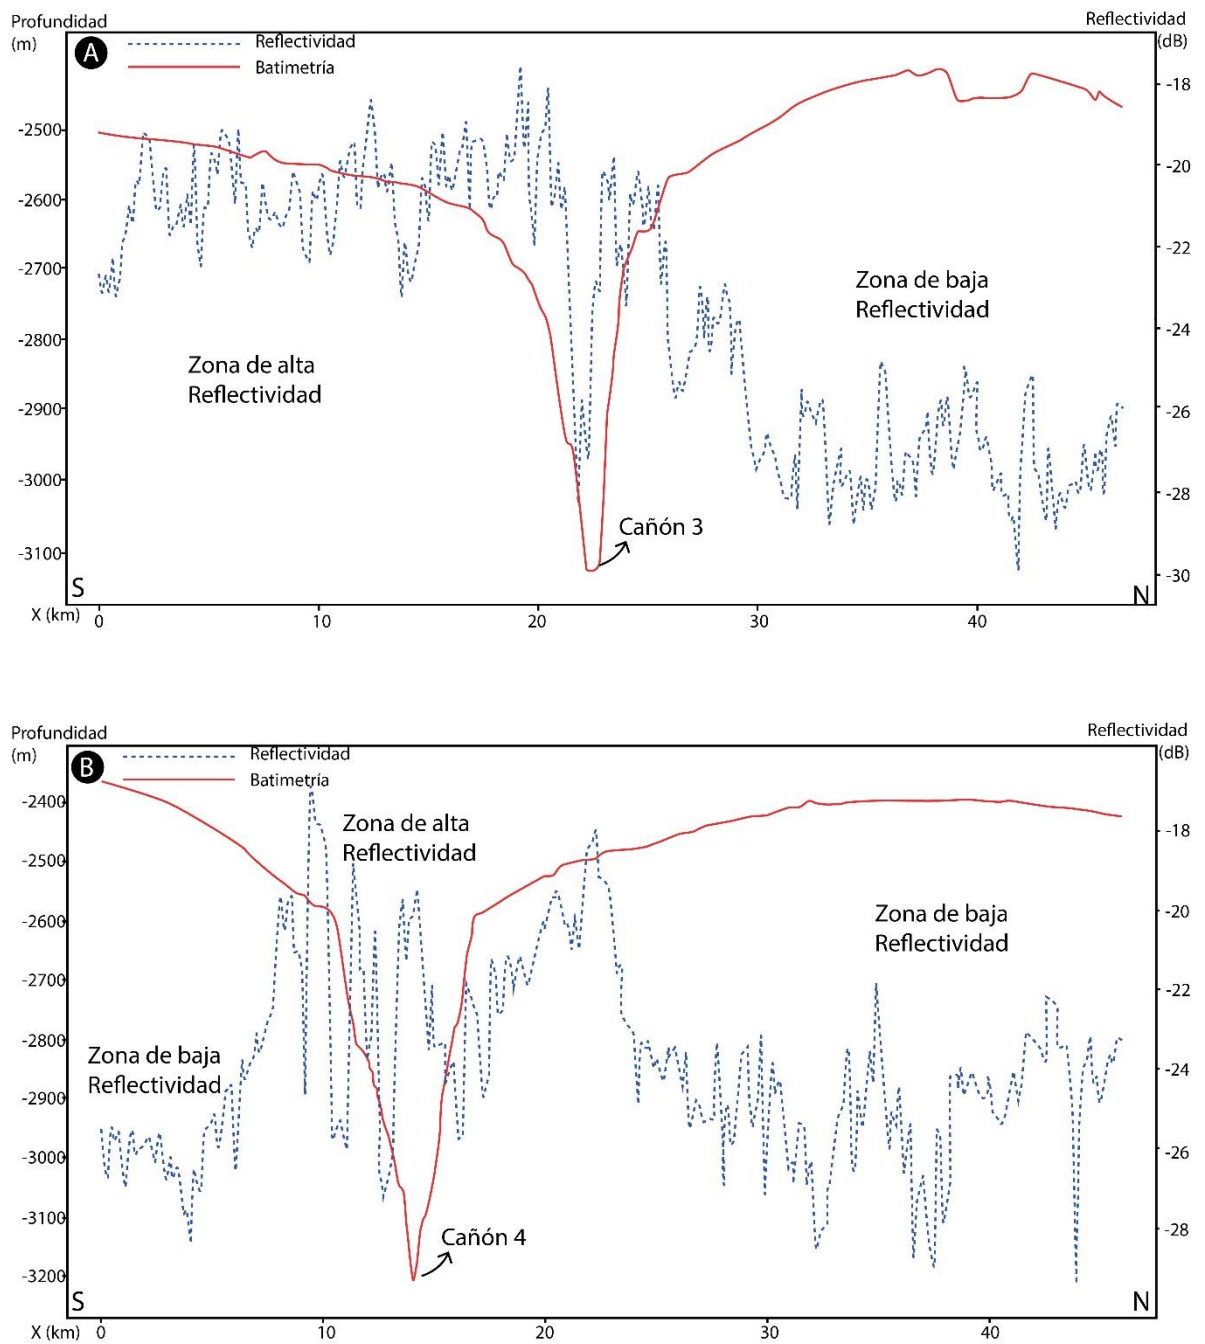 Profundidad
(m)
Reflectividad
(dB)
A
Reflectividad
Batimetría
-2500
-2600
-2700
-2800
-2900
-3000
-3100
-18
-20
-22
-24
-26
-28
-30
Zona de alta
Reflectividad
Zona de baja
Reflectividad
Cañón 3
S
N
X (km)
0
10
20
30
40
Profundidad
(m)
Reflectividad
(dB)
B
Reflectividad
Batimetría
-2400
-2500
-2600
-2700
-2800
-2900
-3000
-3100
-3200
-18
-20
-22
-24
-26
-28
Zona de alta
Reflectividad
Zona de baja
Reflectividad
Zona de baja
Reflectividad
Cañón 4
S
N
X (km)
0
10
20
30
40